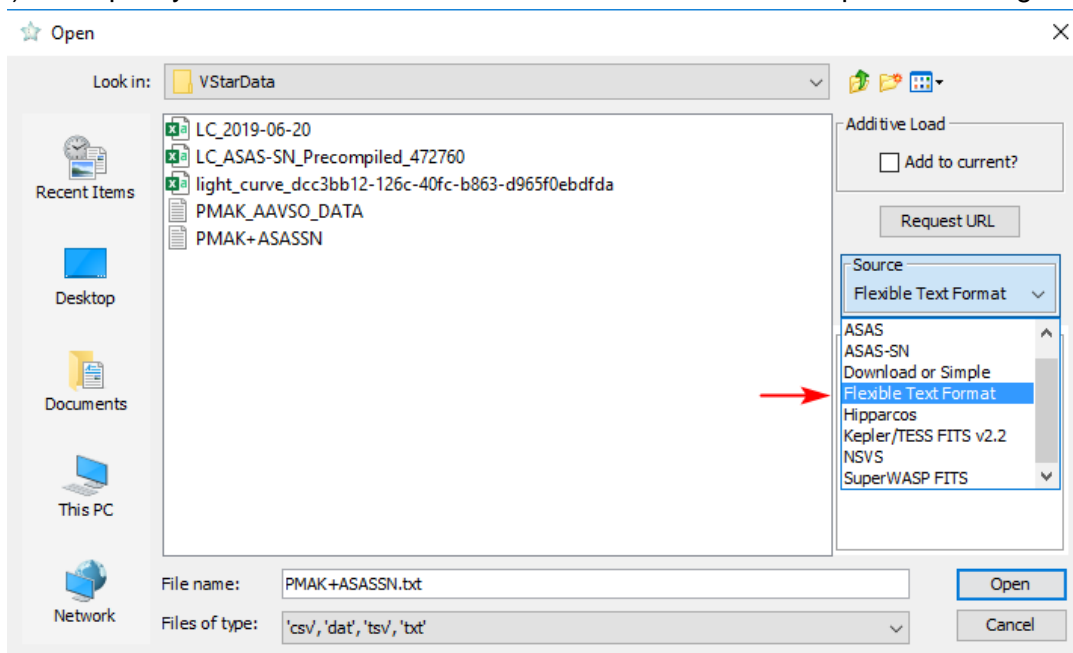 Open
Look in:
VStarData
LC_2019-06-20
LC_ASAS-SN_Precompiled_472760
light_curve_dcc3bb12-126c-40fc-b863-d965f0ebdfda
PMAK_AAVSO_DATA
PMAK+ASASSN
Recent Items
Desktop
Documents
This PC
Network
Additive Load
Add to current?
Request URL
Source
Flexible Text Format
ASAS
ASAS-SN
Download or Simple
Flexible Text Format
Hipparcos
Kepler/TESS FITS v2.2
NSVS
SuperWASP FITS
File name:
PMAK+ASASSN.txt
Open
Files of type:
'csv', 'dat', 'tsv', 'txt'
Cancel